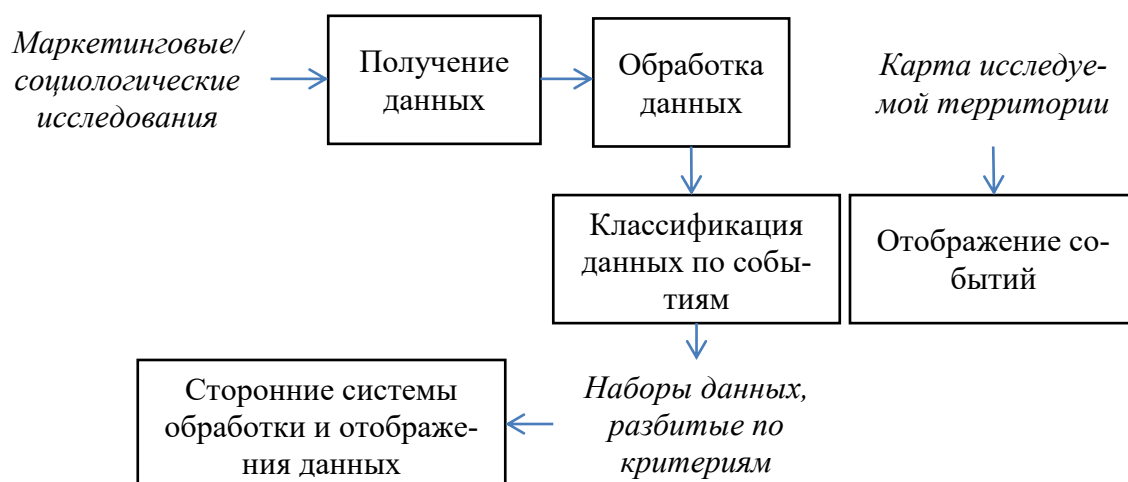 Маркетинговые/
социологические
исследования
Получение
данных
Обработка
данных
Карта исследуе-
мой территории
Классификация
данных по собы-
тиям
Отображение со-
бытий
Сторонние системы
обработки и отображе-
ния данных
Наборы данных,
разбитые по
критериям